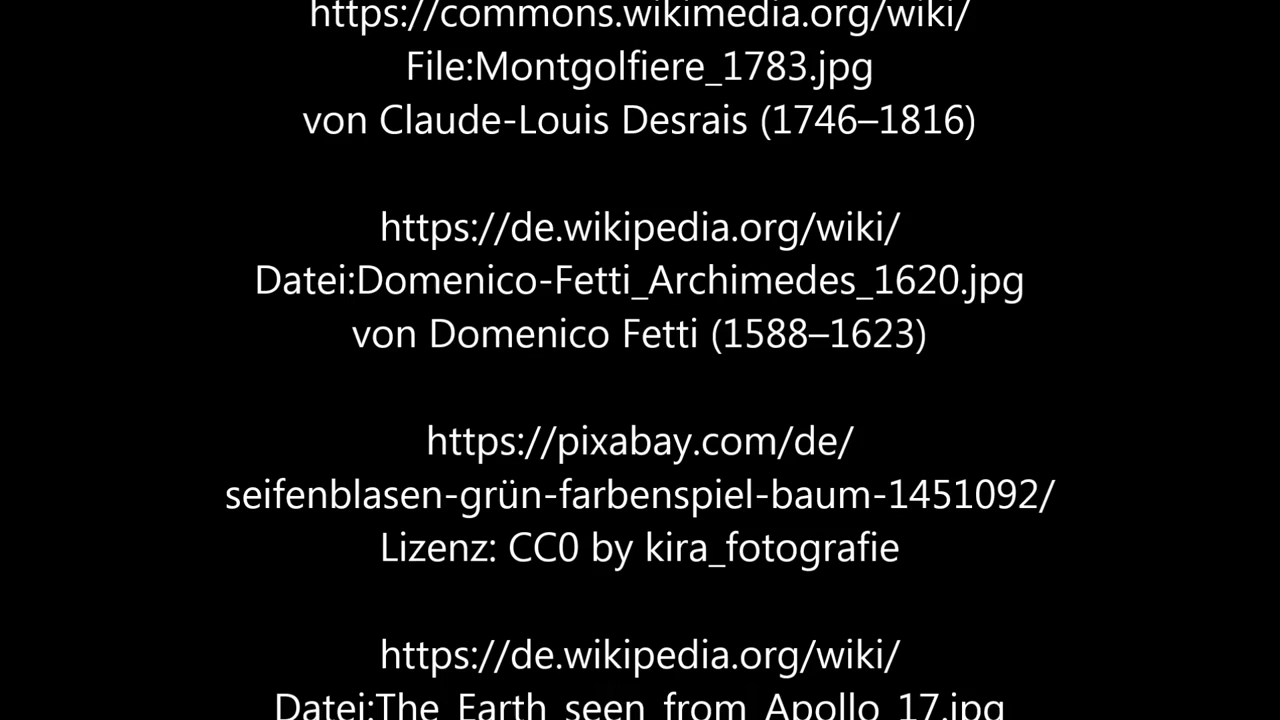 https://commons.wikimedia.org/wiki/
File:Montgolfiere_1783.jpg
von Claude-Louis Desrais (1746–1816)
https://de.wikipedia.org/wiki/
Datei:Domenico-Fetti_Archimedes_1620.jpg
von Domenico Fetti (1588–1623)
https://pixabay.com/de/
seifenblasen-grün-farbenspiel-baum-1451092/
Lizenz: CC0 by kira_fotografie
https://de.wikipedia.org/wiki/
Datei:The_Earth_seen_from_Apollo_17.jpg